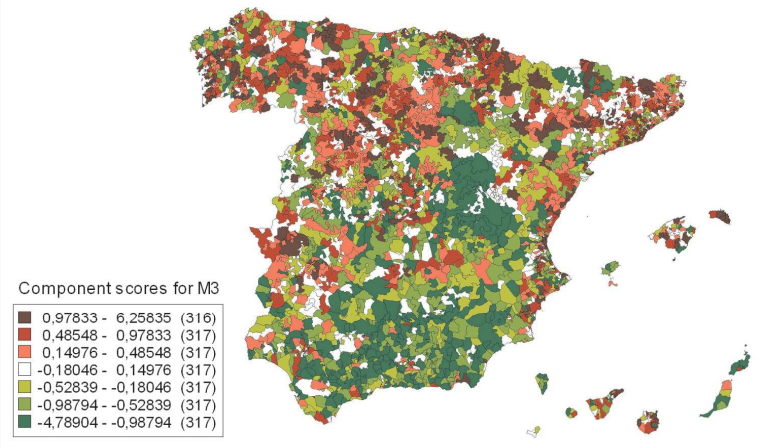 Component scores for M3
0,97833 - 6,25835 (316)
0,48548 - 0,97833 (317)
0,14976 - 0,48548 (317)
-0,18046 - 0,14976 (317)
-0,52839 - -0,18046 (317)
-0,98794 - -0,52839 (317)
-4,78904 - -0,98794 (317)